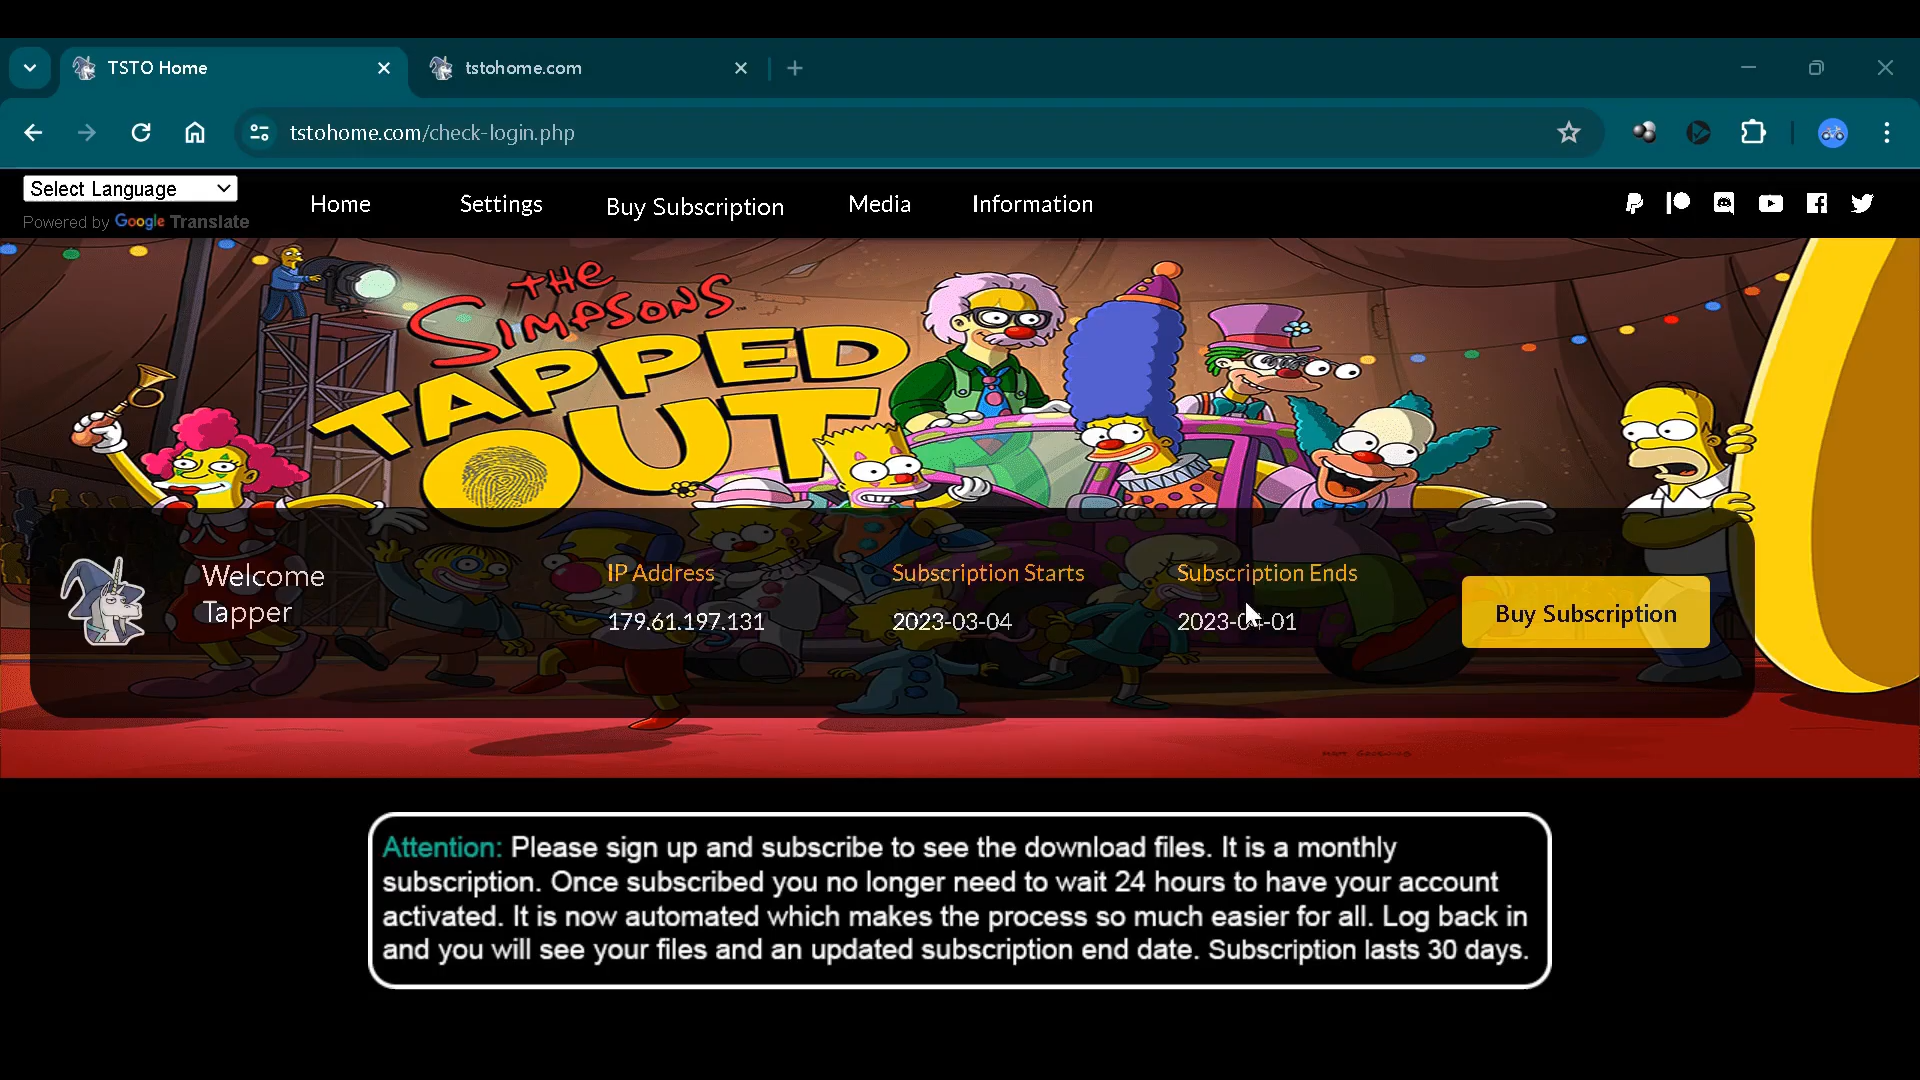 TSTO Home
tstohome.com
tstohome.com/check-login.php
Select Language
Powered by Google Translate
Home
Settings
Buy Subscription
Media
Information
THE
SIMPSONS
TAPPED
OUT
Welcome
Tapper
IP Address
179.61.197.131
Subscription Starts
2023-03-04
Subscription Ends
2023-04-01
Buy Subscription
Attention: Please sign up and subscribe to see the download files. It is a monthly
subscription. Once subscribed you no longer need to wait 24 hours to have your account
activated. It is now automated which makes the process so much easier for all. Log back in
and you will see your files and an updated subscription end date. Subscription lasts 30 days.